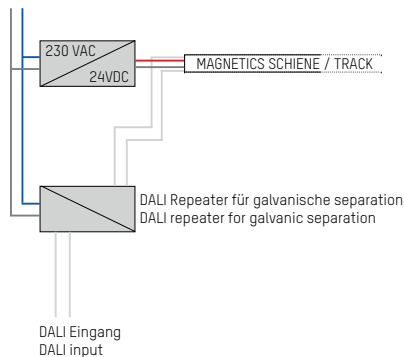 230 VAC
24VDC
MAGNETICS SCHIENE / TRACK
DALI Repeater für galvanische separation
DALI repeater for galvanic separation
DALI Eingang
DALI input